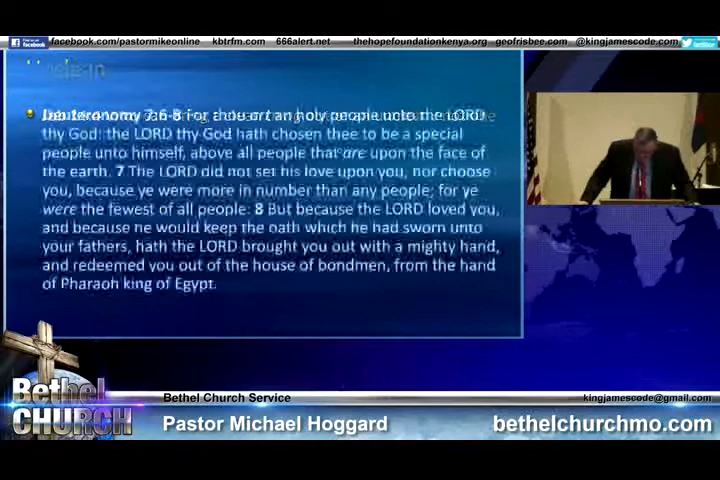 facebook.com/pastormikeonline kbtrfm.com 666alert.net thehopefoundationkenya.org geofrisbee.com @kingjamescode.com twitter
7:6-8 For thou art an holy people unto the LORD
thy God: the LORD thy God hath chosen thee to be a special
people unto himself, above all people that are upon the face of
the earth. 7 The LORD did not set his love upon you, nor choose
you, because ye were more in number than any people; for ye
were the fewest of all people: 8 But because the LORD loved you,
and because he would keep the oath which he had sworn unto
your fathers, hath the LORD brought you out with a mighty hand,
and redeemed you out of the house of bondmen, from the hand
of Pharaoh king of Egypt.
Bethel
CHURCH
Bethel Church Service kingjamescode@gmail.com
Pastor Michael Hoggard bethelchurchmo.com